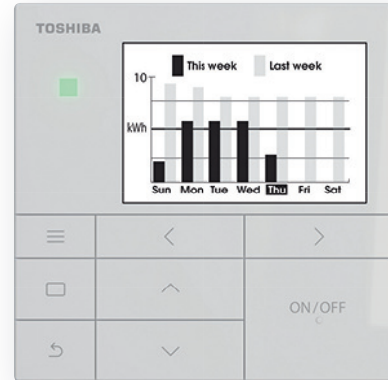 TOSHIBA
This week Last week
10
kWh
Sun Mon Tue Wed Thu Fri Sat
ON/OFF